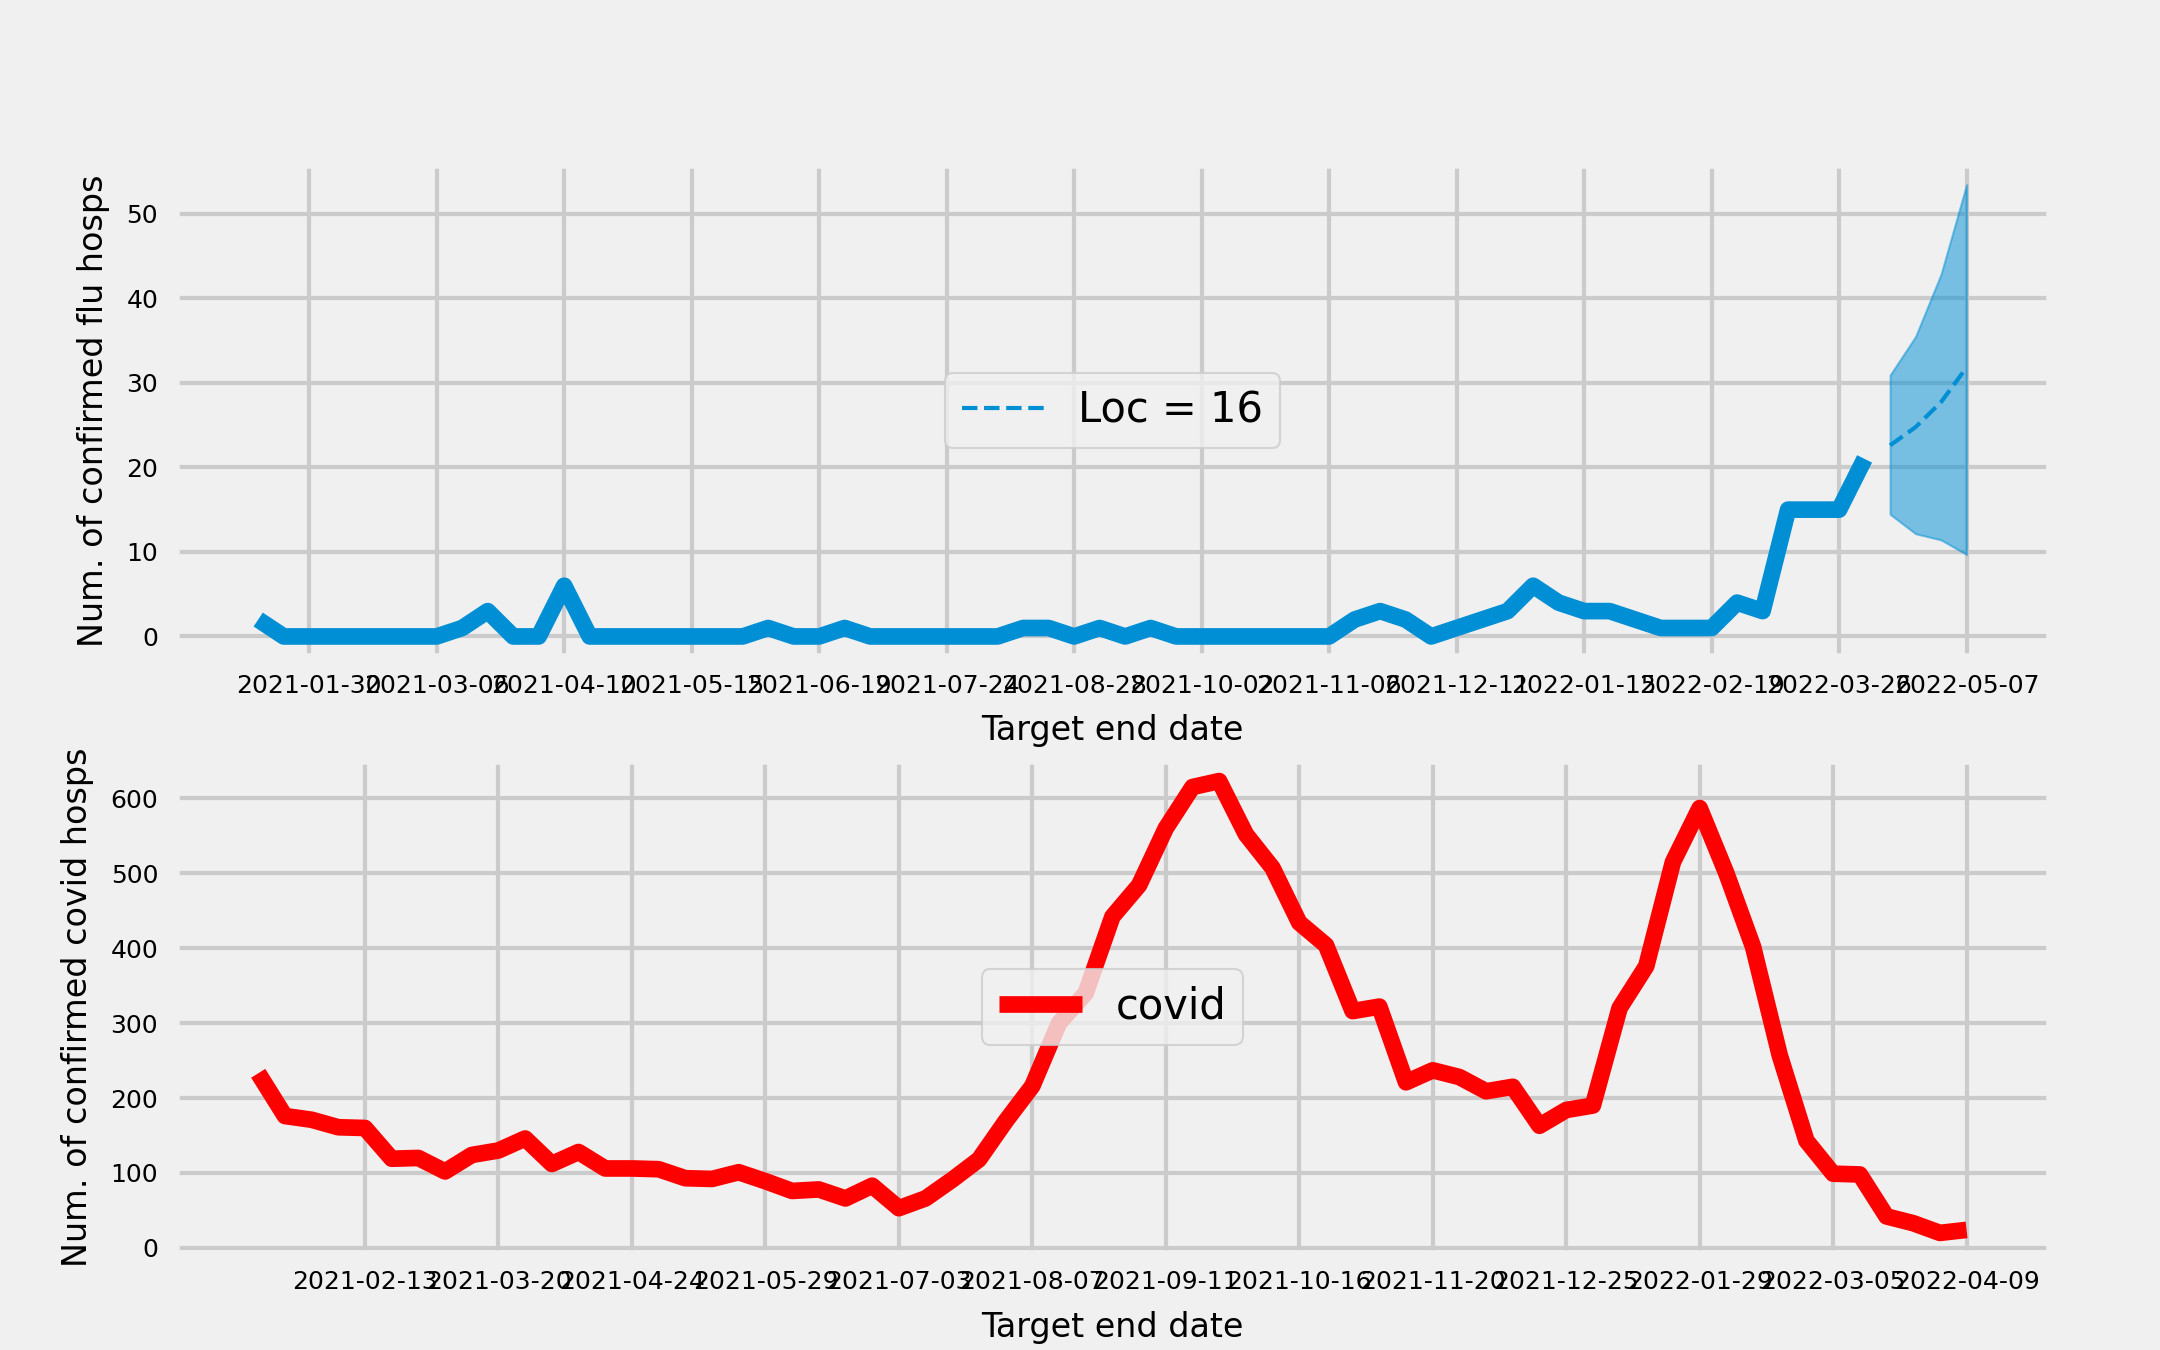 Num. of confirmed flu hosps
50
40
30
20
10
0
Loc = 16
2021-01-30 2021-03-06 2021-04-10 2021-05-15 2021-06-19 2021-07-24 2021-08-28 2021-10-02 2021-11-06 2021-12-11 2022-01-15 2022-02-19 2022-03-26 2022-05-07
Target end date
Num. of confirmed covid hosps
600
500
400
300
200
100
0
covid
2021-02-13 2021-03-20 2021-04-24 2021-05-29 2021-07-03 2021-08-07 2021-09-11 2021-10-16 2021-11-20 2021-12-25 2022-01-29 2022-03-05 2022-04-09
Target end date